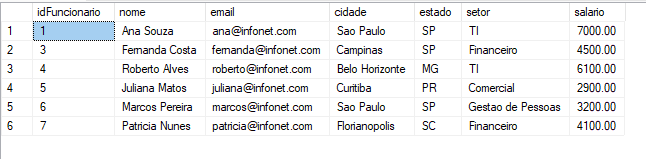 idFuncionario nome email cidade estado setor salario
1 1 Ana Souza ana@infonet.com Sao Paulo SP TI 7000.00
2 3 Fernanda Costa fernanda@infonet.com Campinas SP Financeiro 4500.00
3 4 Roberto Alves roberto@infonet.com Belo Horizonte MG TI 6100.00
4 5 Juliana Matos juliana@infonet.com Curitiba PR Comercial 2900.00
5 6 Marcos Pereira marcos@infonet.com Sao Paulo SP Gestao de Pessoas 3200.00
6 7 Patricia Nunes patricia@infonet.com Florianopolis SC Financeiro 4100.00